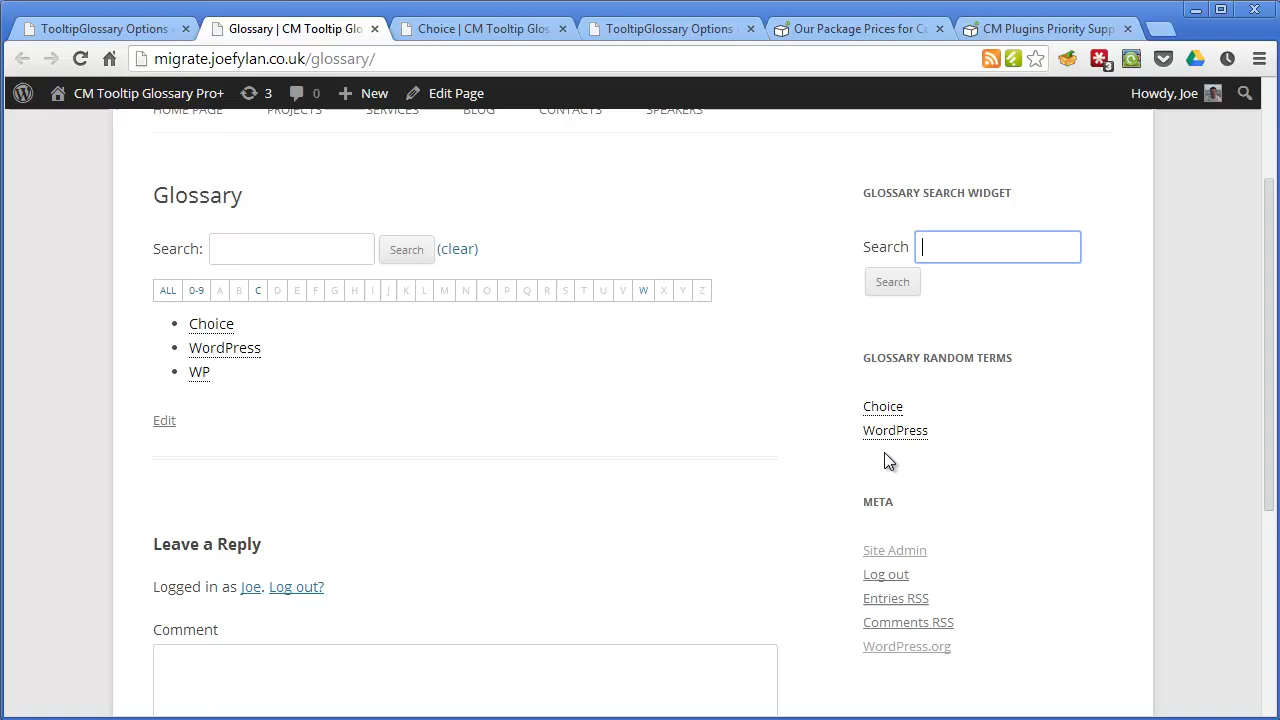 TooltipGlossary Options
Glossary | CM Tooltip Glo
Choice | CM Tooltip Glos
TooltipGlossary Options
Our Package Prices for Cu
CM Plugins Priority Supp
migrate.joefylan.co.uk/glossary/
3
CM Tooltip Glossary Pro+ 3 0 New Edit Page Howdy, Joe
HOME PAGE PROJECTS SERVICES BLOG CONTACTS SPEAKERS
Glossary
Search: Search (clear)
ALL 0-9 A B C D E F G H I J K L M N O P Q R S T U V W X Y Z
Choice
WordPress
WP
Edit
Leave a Reply
Logged in as Joe. Log out?
Comment
GLOSSARY SEARCH WIDGET
Search
Search
GLOSSARY RANDOM TERMS
Choice
WordPress
META
Site Admin
Log out
Entries RSS
Comments RSS
WordPress.org